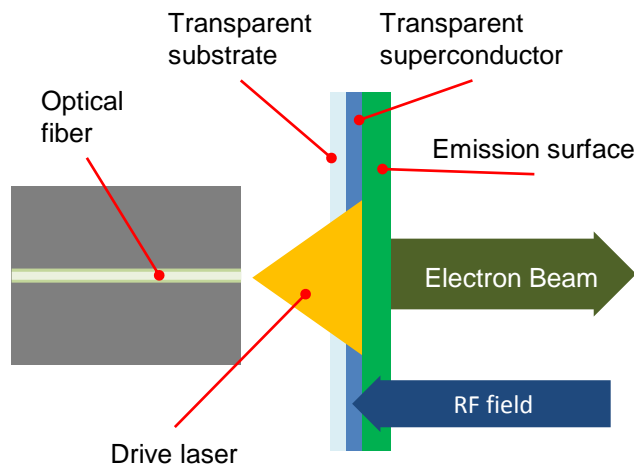 Transparent
substrate
Transparent
superconductor
Optical
fiber
Emission surface
Electron Beam
RF field
Drive laser